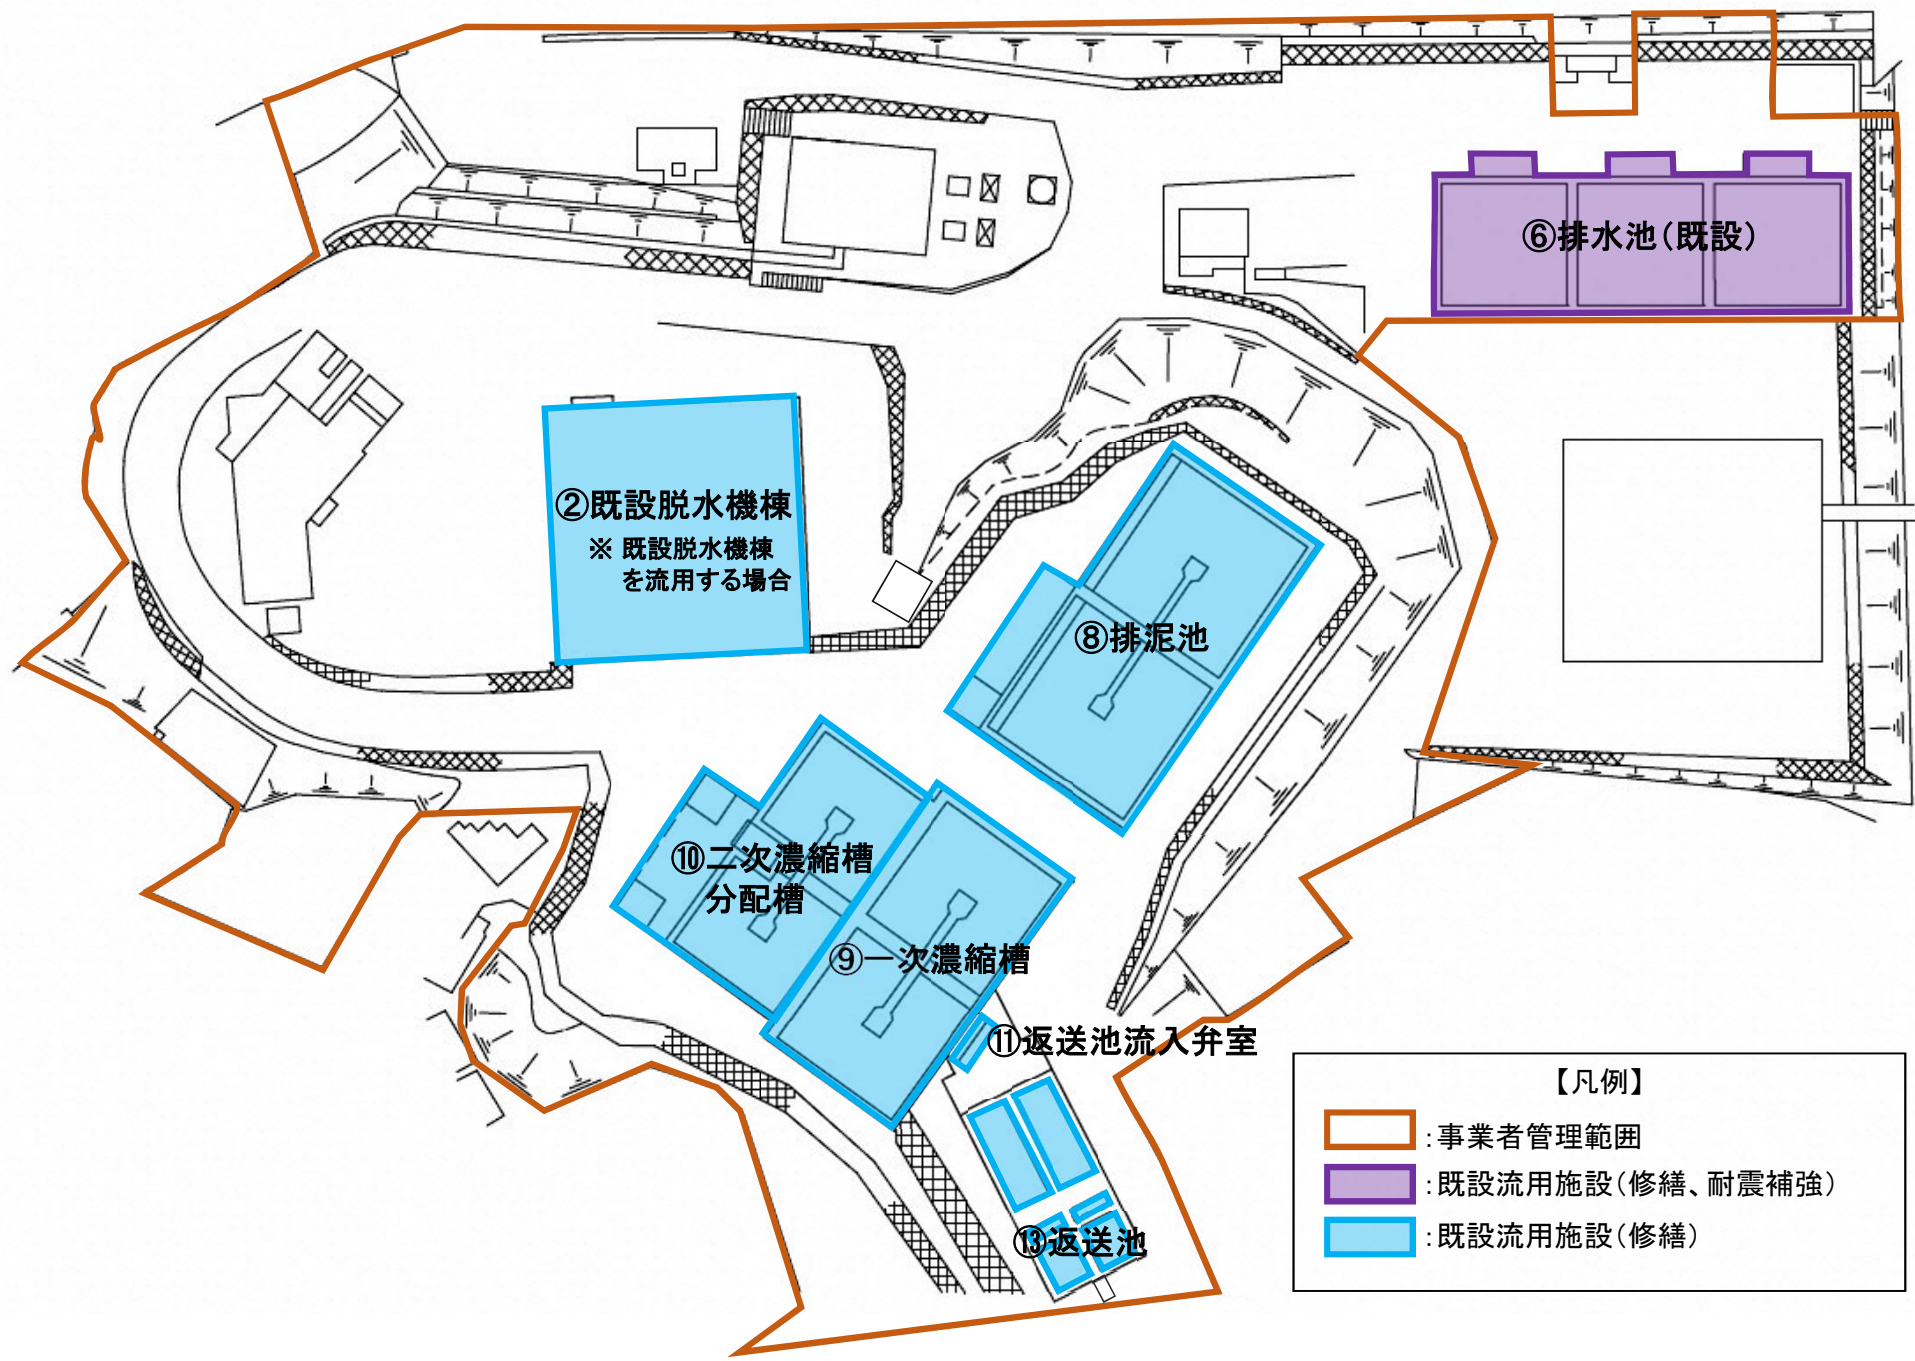 ⑥排水池（既設）
②既設脱水機棟
※ 既設脱水機棟
を流用する場合
⑧排泥池
⑩二次濃縮槽
分配槽
⑨一次濃縮槽
⑪返送池流入弁室
⑬返送池
【凡例】
：事業者管理範囲
：既設流用施設（修繕、耐震補強）
：既設流用施設（修繕）